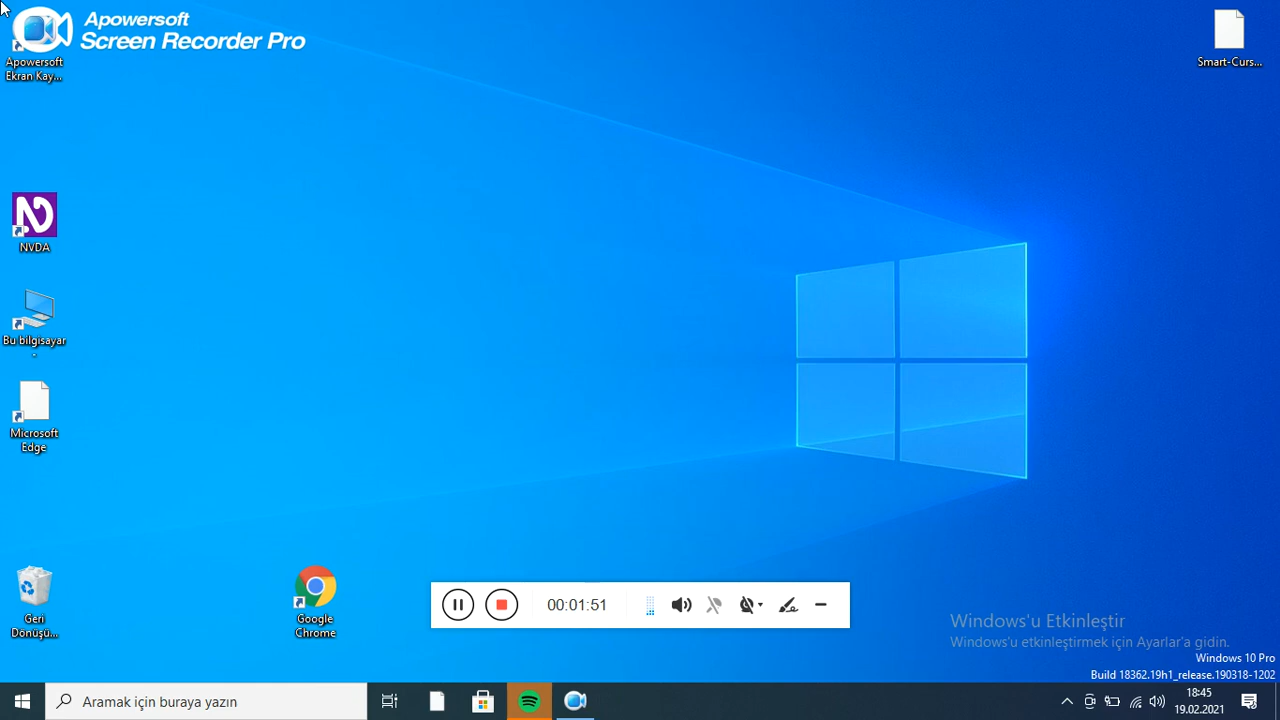 Apowersoft
Screen Recorder Pro
Apowersoft
Ekran Kay...
Smart-Curs...
NVDA
Bu bilgisayar
.
Microsoft
Edge
Geri
Dönüşü...
Google
Chrome
00:01:51
Windows'u Etkinleştir
Windows'u etkinleştirmek için Ayarlar'a gidin.
Windows 10 Pro
Build 18362.19h1_release.190318-1202
Aramak için buraya yazın
18:45
19.02.2021